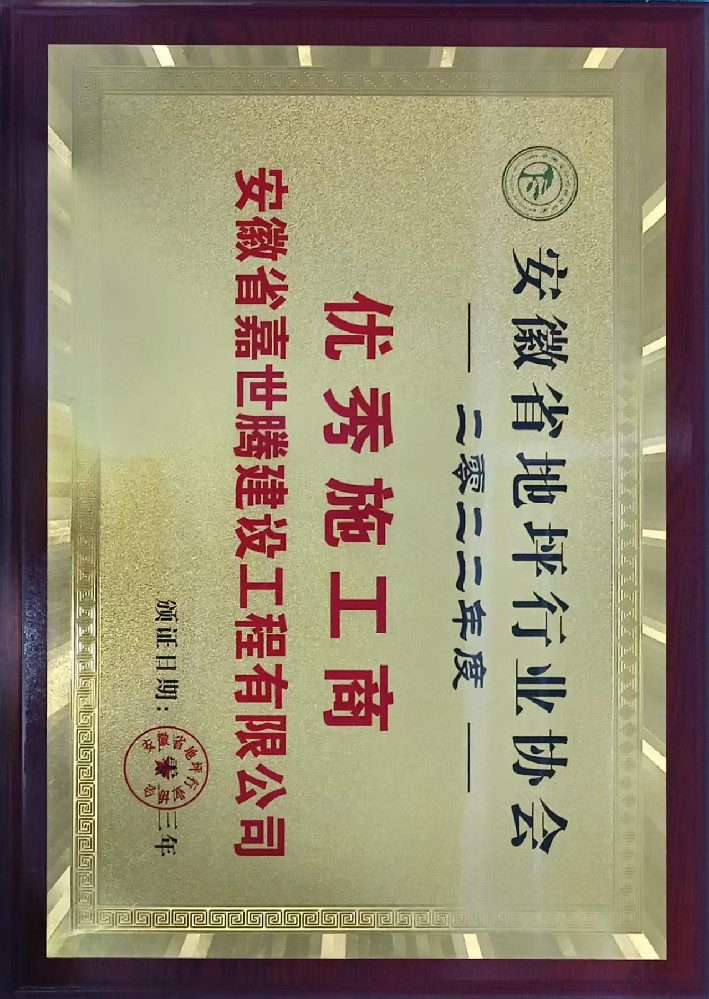 安徽省地坪行业协会
二零二二年度
优秀施工商
安徽省嘉世腾建设工程有限公司
颁证日期：
三年